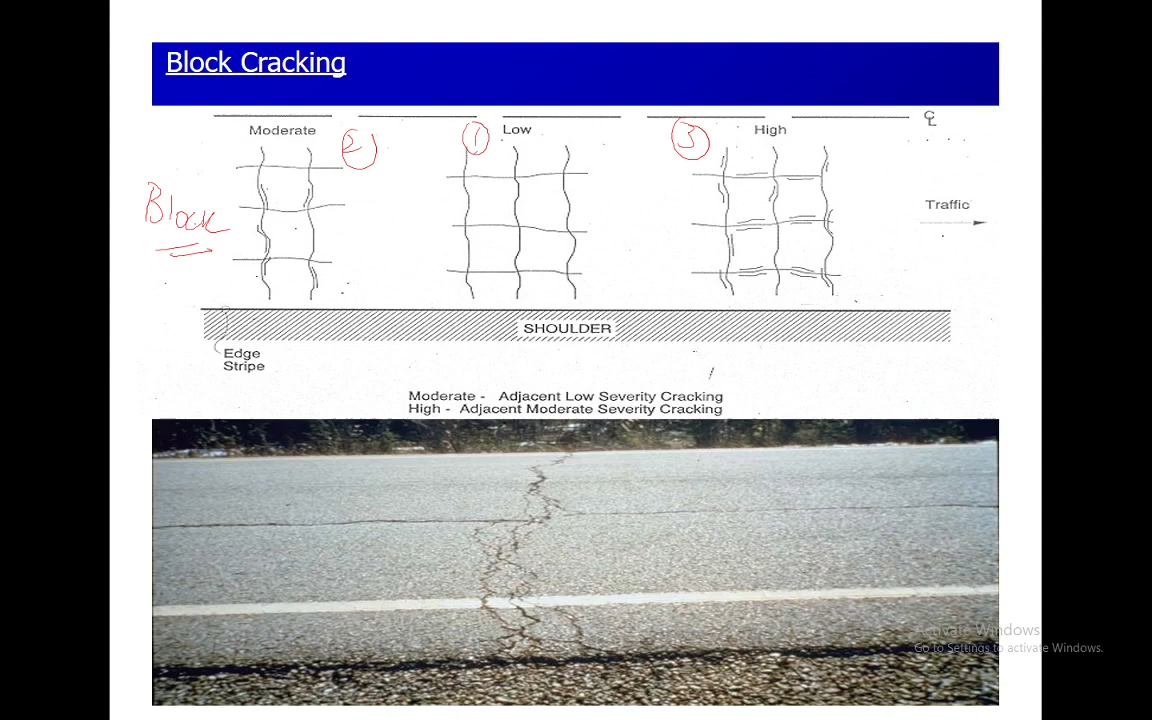 Block Cracking
Moderate
2
1
Low
3
High
Block
Traffic
SHOULDER
Edge
Stripe
Moderate - Adjacent Low Severity Cracking
High - Adjacent Moderate Severity Cracking
Activate Windows
Go to Settings to activate Windows.